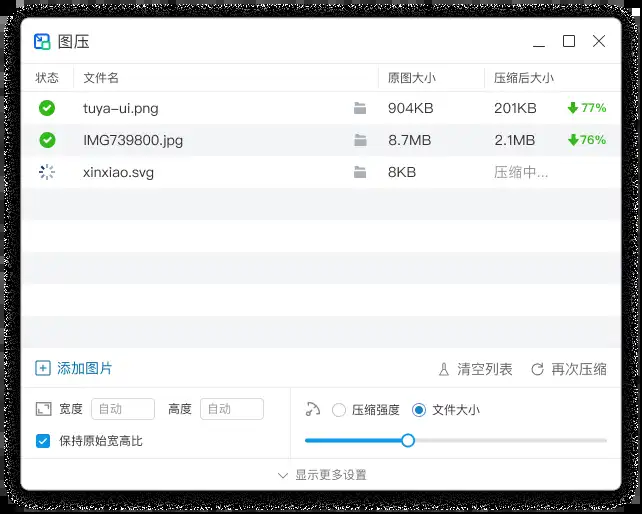 图压
状态 文件名 原图大小 压缩后大小
tuya-ui.png 904KB 201KB 77%
IMG739800.jpg 8.7MB 2.1MB 76%
xinxiao.svg 8KB 压缩中...
添加图片 清空列表 再次压缩
宽度 自动 高度 自动 压缩强度 文件大小
保持原始宽高比
显示更多设置